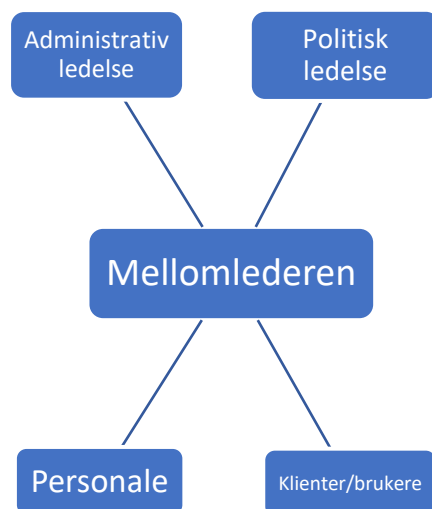 Administrativ
ledelse
Politisk
ledelse
Mellomlederen
Personale
Klienter/brukere